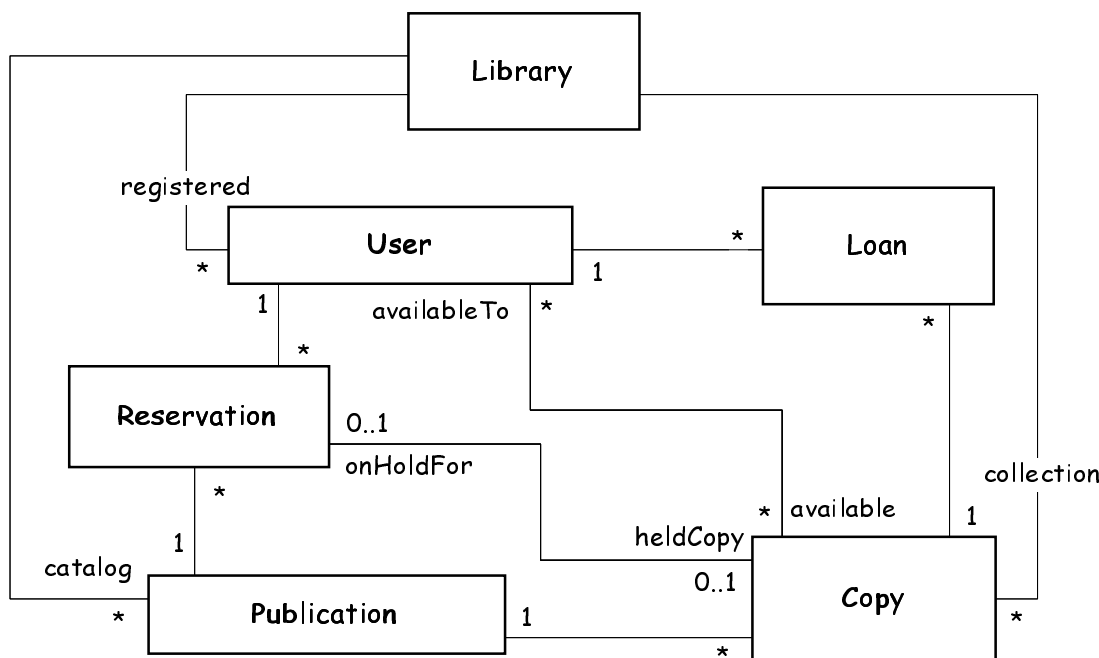 Library
registered
User
*
Loan
*
1
1
availableTo
*
*
*
Reservation
0..1
onHoldFor
collection
*
*
available
1
heldCopy
1
catalog
0..1
Copy
Publication
1
*
*
*